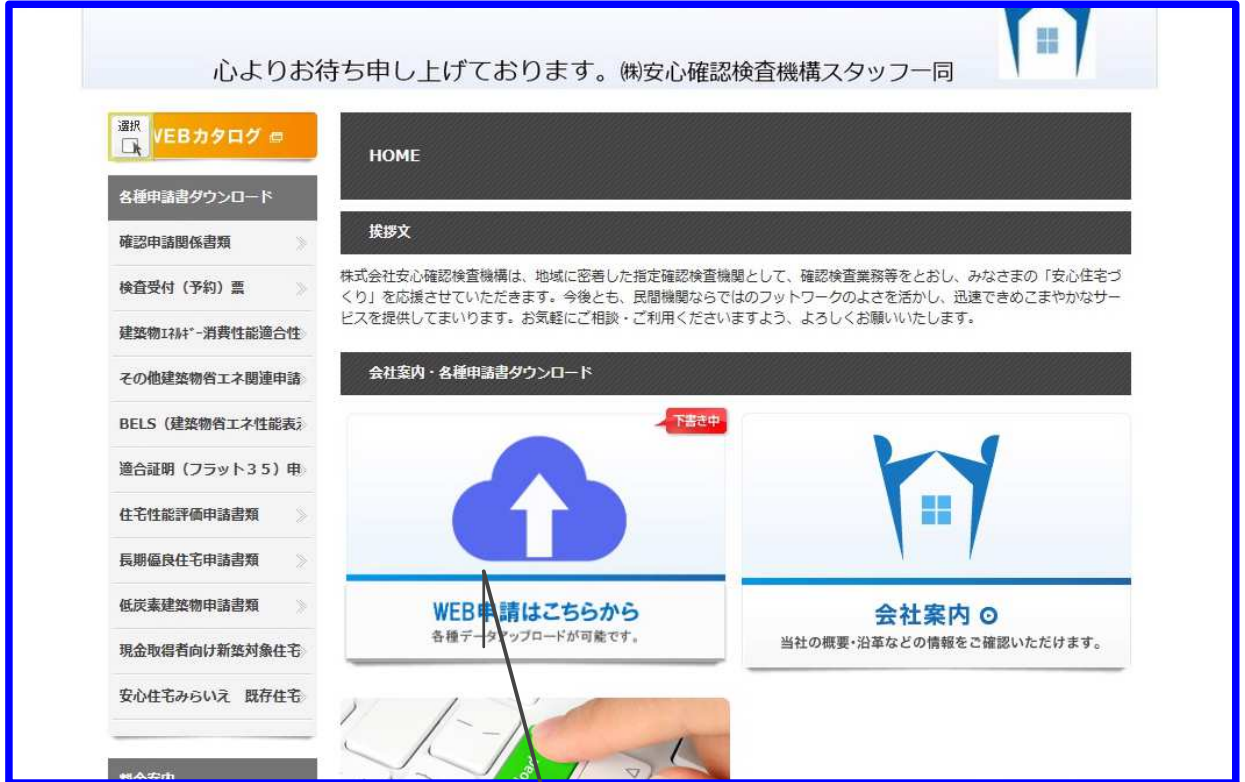 心よりお待ち申し上げております。㈱安心確認検査機構スタッフ一同
選択
WEBカタログ
各種申請書ダウンロード
確認申請関係書類
検査受付（予約）票
建築物ｴﾈﾙｷﾞｰ消費性能適合性
その他建築物省エネ関連申請
BELS（建築物省エネ性能表示
適合証明（フラット３５）申
住宅性能評価申請書類
長期優良住宅申請書類
低炭素建築物申請書類
現金取得者向け新築対象住宅
安心住宅みらいえ　既存住宅
料金案内
HOME
挨拶文
株式会社安心確認検査機構は、地域に密着した指定確認検査機関として、確認検査業務等をとおし、みなさまの「安心住宅づ
くり」を応援させていただきます。今後とも、民間機関ならではのフットワークのよさを活かし、迅速できめこまやかなサー
ビスを提供してまいります。お気軽にご相談・ご利用くださいますよう、よろしくお願いいたします。
会社案内・各種申請書ダウンロード
下書き中
WEB申請はこちらから
各種データアップロードが可能です。
会社案内
当社の概要・沿革などの情報をご確認いただけます。
load